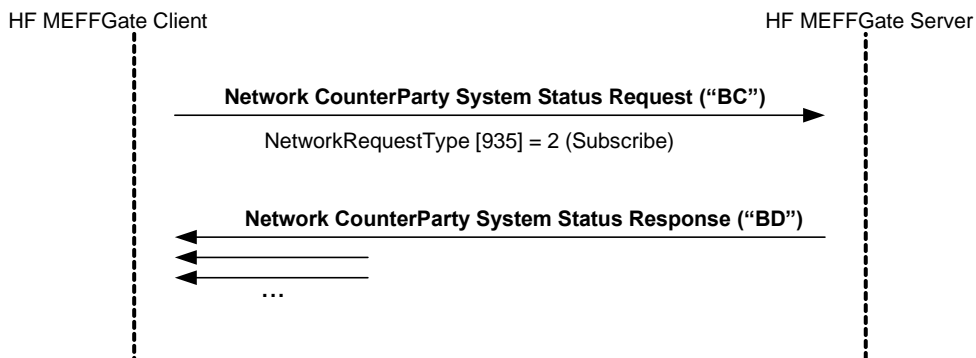 HF MEFFGate Client
HF MEFFGate Server
Network CounterParty System Status Request (“BC”)
NetworkRequestType [935] = 2 (Subscribe)
Network CounterParty System Status Response (“BD”)
...